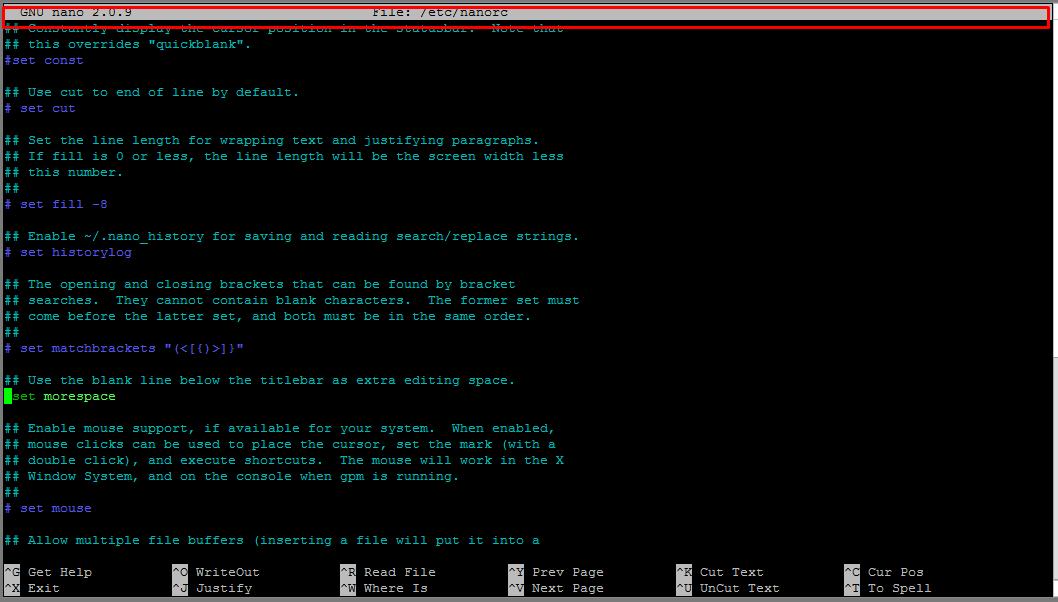 GNU nano 2.0.9 File: /etc/nanorc
## Constantly display the cursor position in the statusbar. Note that
## this overrides "quickblank".
#set const
## Use cut to end of line by default.
# set cut
## Set the line length for wrapping text and justifying paragraphs.
## If fill is 0 or less, the line length will be the screen width less
## this number.
##
# set fill -8
## Enable ~/.nano_history for saving and reading search/replace strings.
# set historylog
## The opening and closing brackets that can be found by bracket
## searches. They cannot contain blank characters. The former set must
## come before the latter set, and both must be in the same order.
##
# set matchbrackets "(<[{)>]}"
## Use the blank line below the titlebar as extra editing space.
set morespace
## Enable mouse support, if available for your system. When enabled,
## mouse clicks can be used to place the cursor, set the mark (with a
## double click), and execute shortcuts. The mouse will work in the X
## Window System, and on the console when gpm is running.
##
# set mouse
## Allow multiple file buffers (inserting a file will put it into a
^G Get Help ^O WriteOut ^R Read File ^Y Prev Page ^K Cut Text ^C Cur Pos
^X Exit ^J Justify ^W Where Is ^V Next Page ^U UnCut Text ^T To Spell